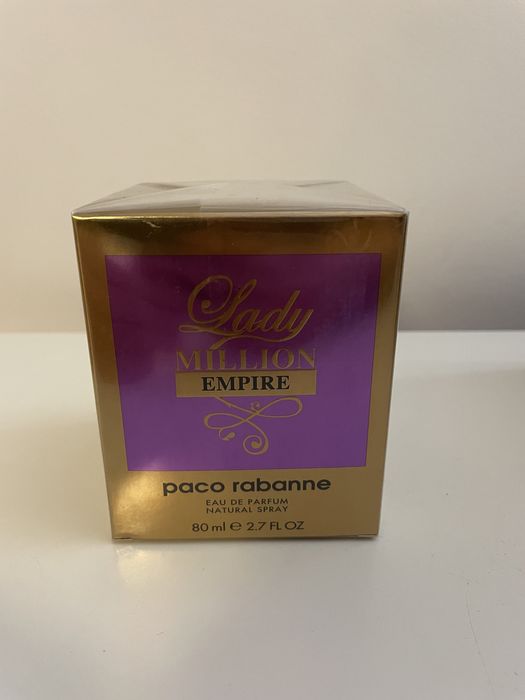 Lady
MILLION
EMPIRE
paco rabanne
EAU DE PARFUM
NATURAL SPRAY
80 ml ℮ 2.7 FL OZ